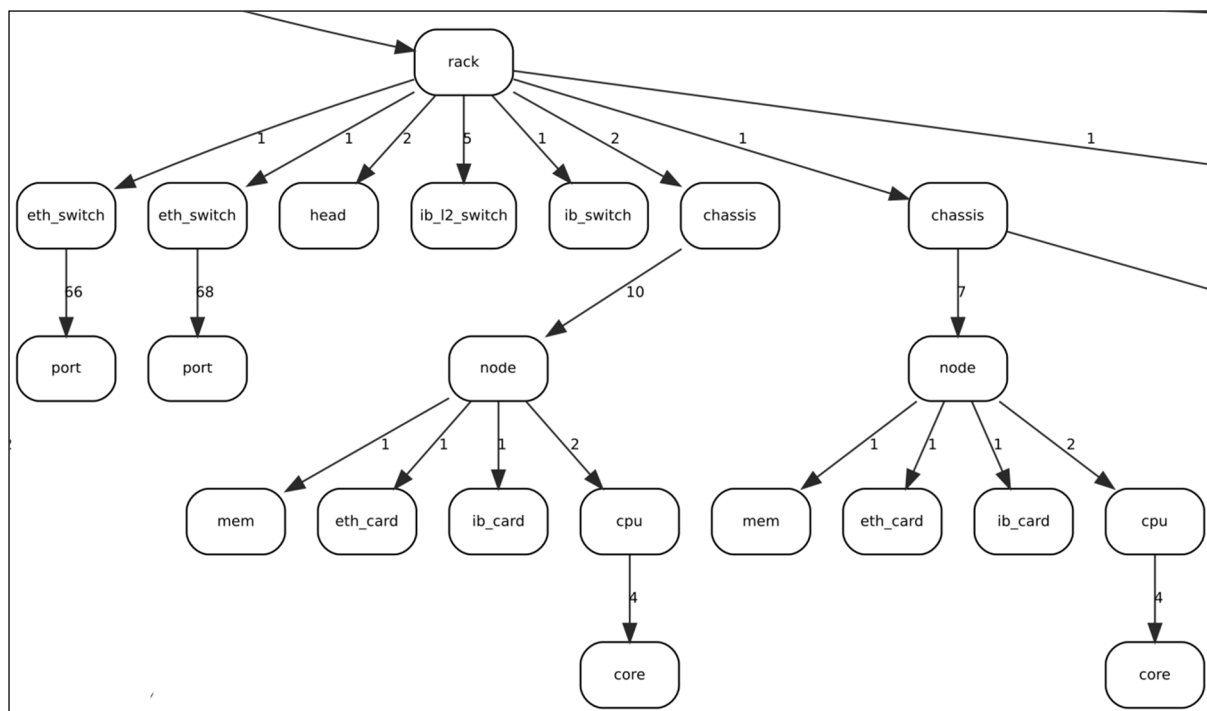 rack
1 1 2 5 1 2 1 1
eth_switch eth_switch head ib_l2_switch ib_switch chassis chassis
66 68 10 7
port port node node
1 1 1 2 1 1 1 2
mem eth_card ib_card cpu mem eth_card ib_card cpu
4 4
core core